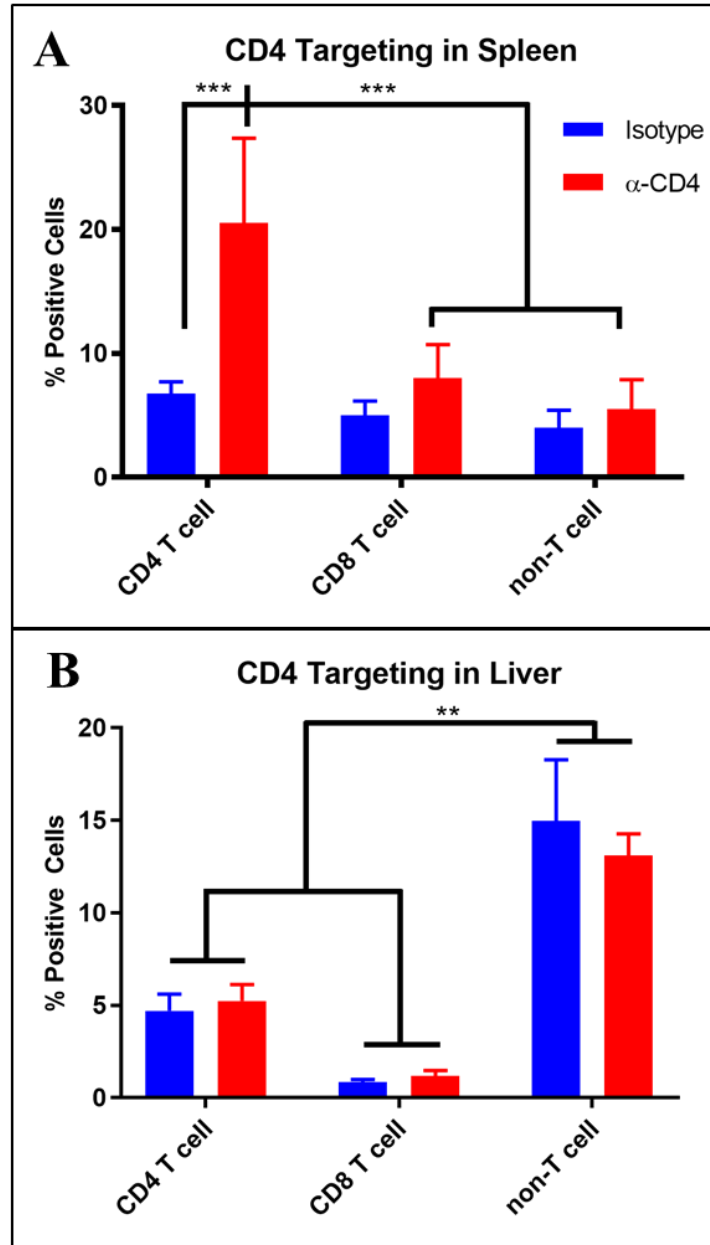 A
CD4 Targeting in Spleen
*** ***
30
20
10
0
% Positive Cells
Isotype
α-CD4
CD4 T cell
CD8 T cell
non-T cell
B
CD4 Targeting in Liver
**
20
15
10
5
0
% Positive Cells
CD4 T cell
CD8 T cell
non-T cell